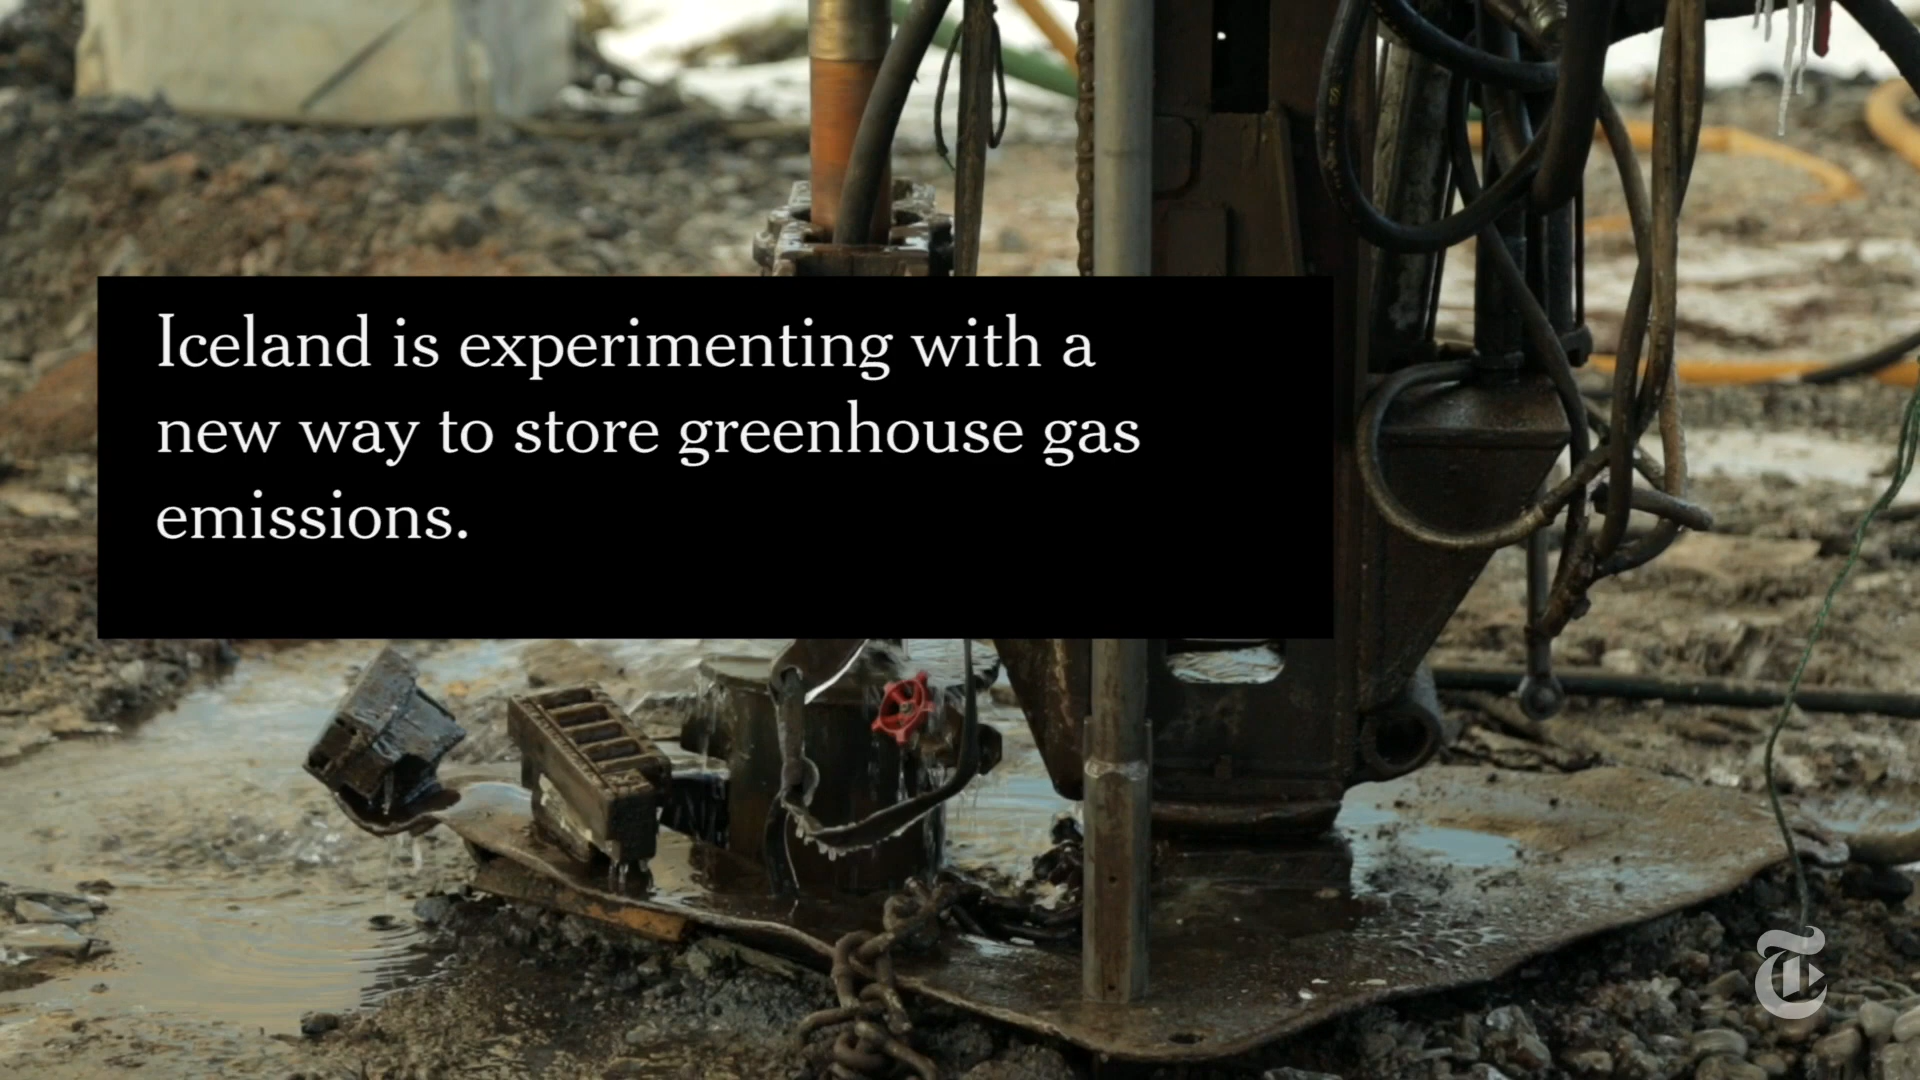 Iceland is experimenting with a
new way to store greenhouse gas
emissions.
T